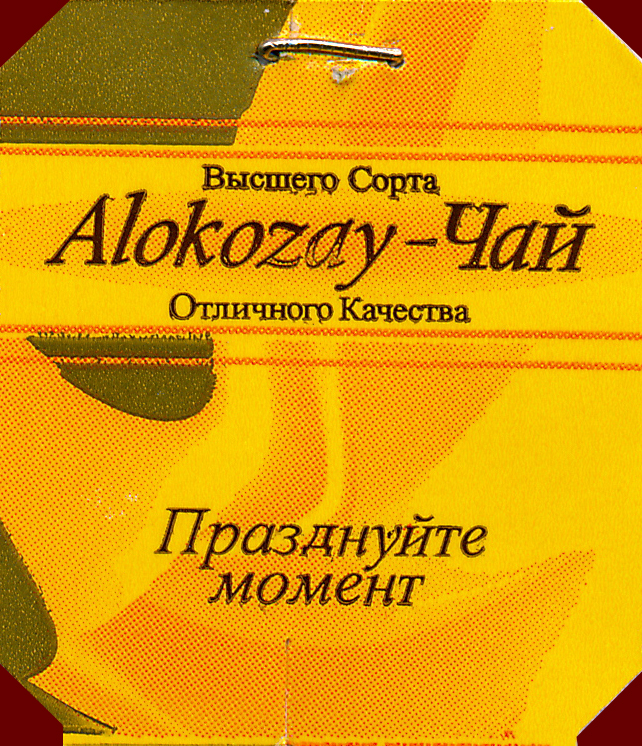 Высшего Сорта
Alokozay-Чай
Отличного Качества
Празднуйте
момент